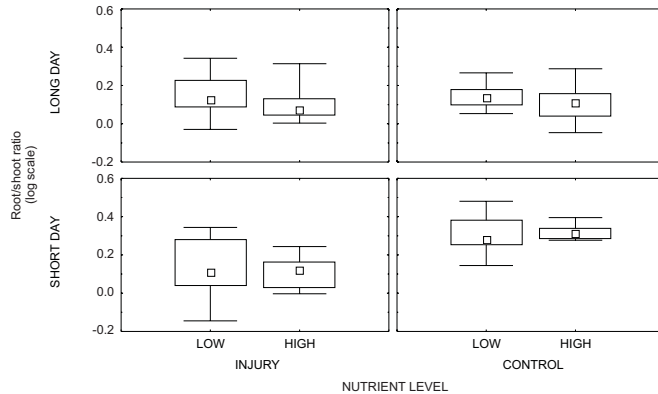 0.6
0.4
0.2
0.0
-0.2
LONG DAY
Root/shoot ratio
(log scale)
0.6
0.4
0.2
0.0
-0.2
SHORT DAY
LOW HIGH LOW HIGH
INJURY CONTROL
NUTRIENT LEVEL